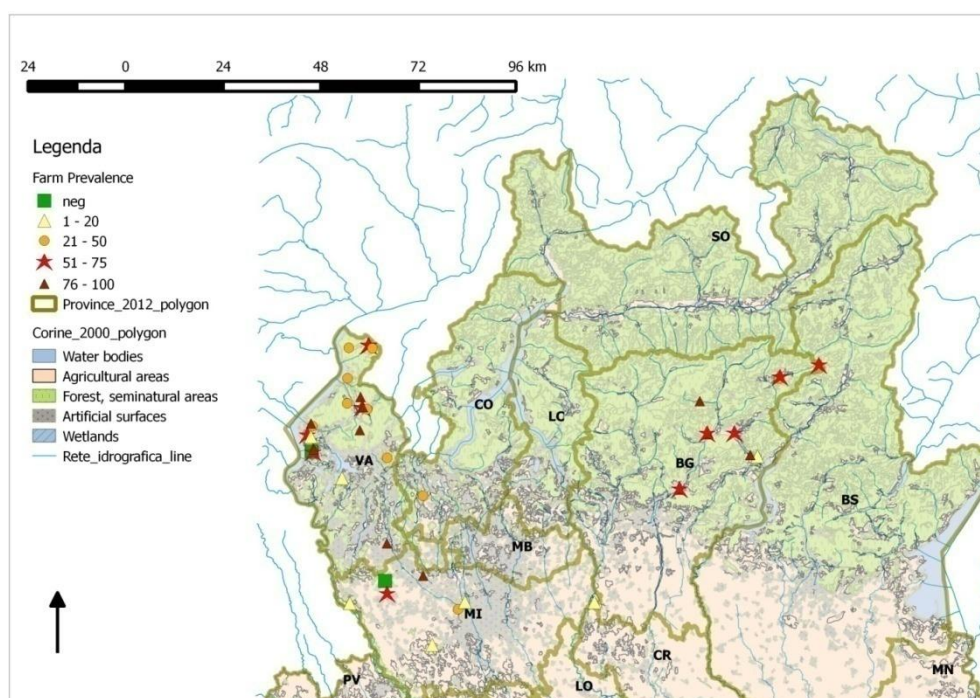 24 0 24 48 72 96 km
Legenda
Farm Prevalence
neg
1 - 20
21 - 50
51 - 75
76 - 100
Province_2012_polygon
Corine_2000_polygon
Water bodies
Agricultural areas
Forest, seminatural areas
Artificial surfaces
Wetlands
Rete_idrografica_line
SO
CO
LC
VA
BG
BS
MB
MI
CR
MN
PV
LO